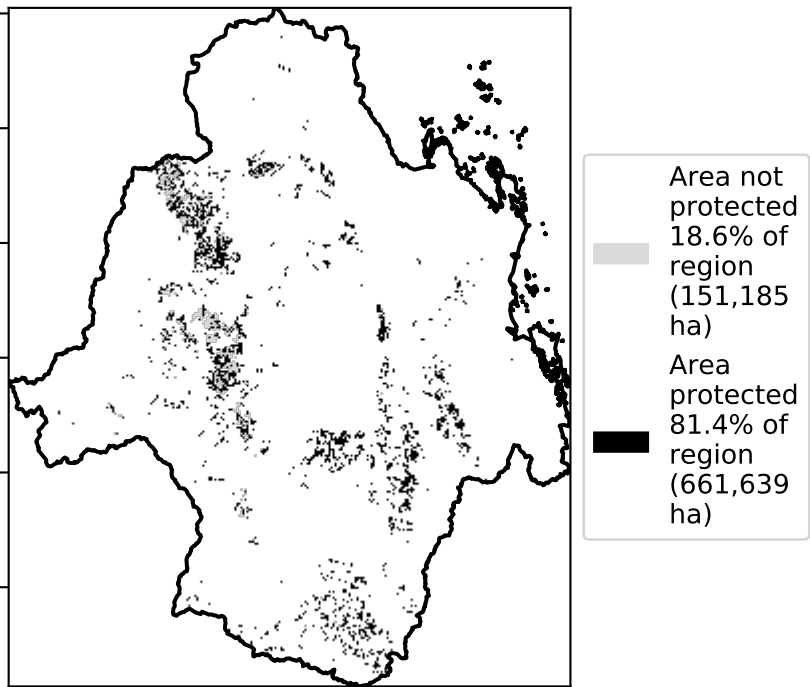 Area not
protected
18.6% of
region
(151,185
ha)
Area
protected
81.4% of
region
(661,639
ha)